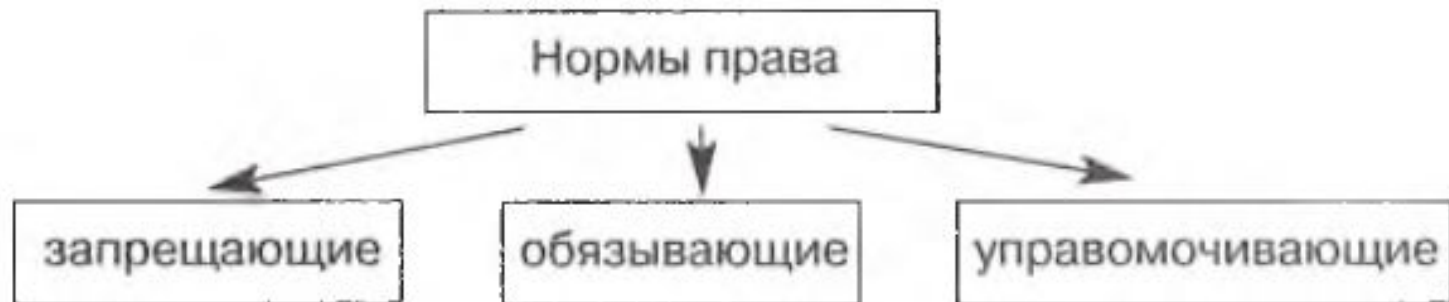 Нормы права
запрещающие
обязывающие
управомочивающие